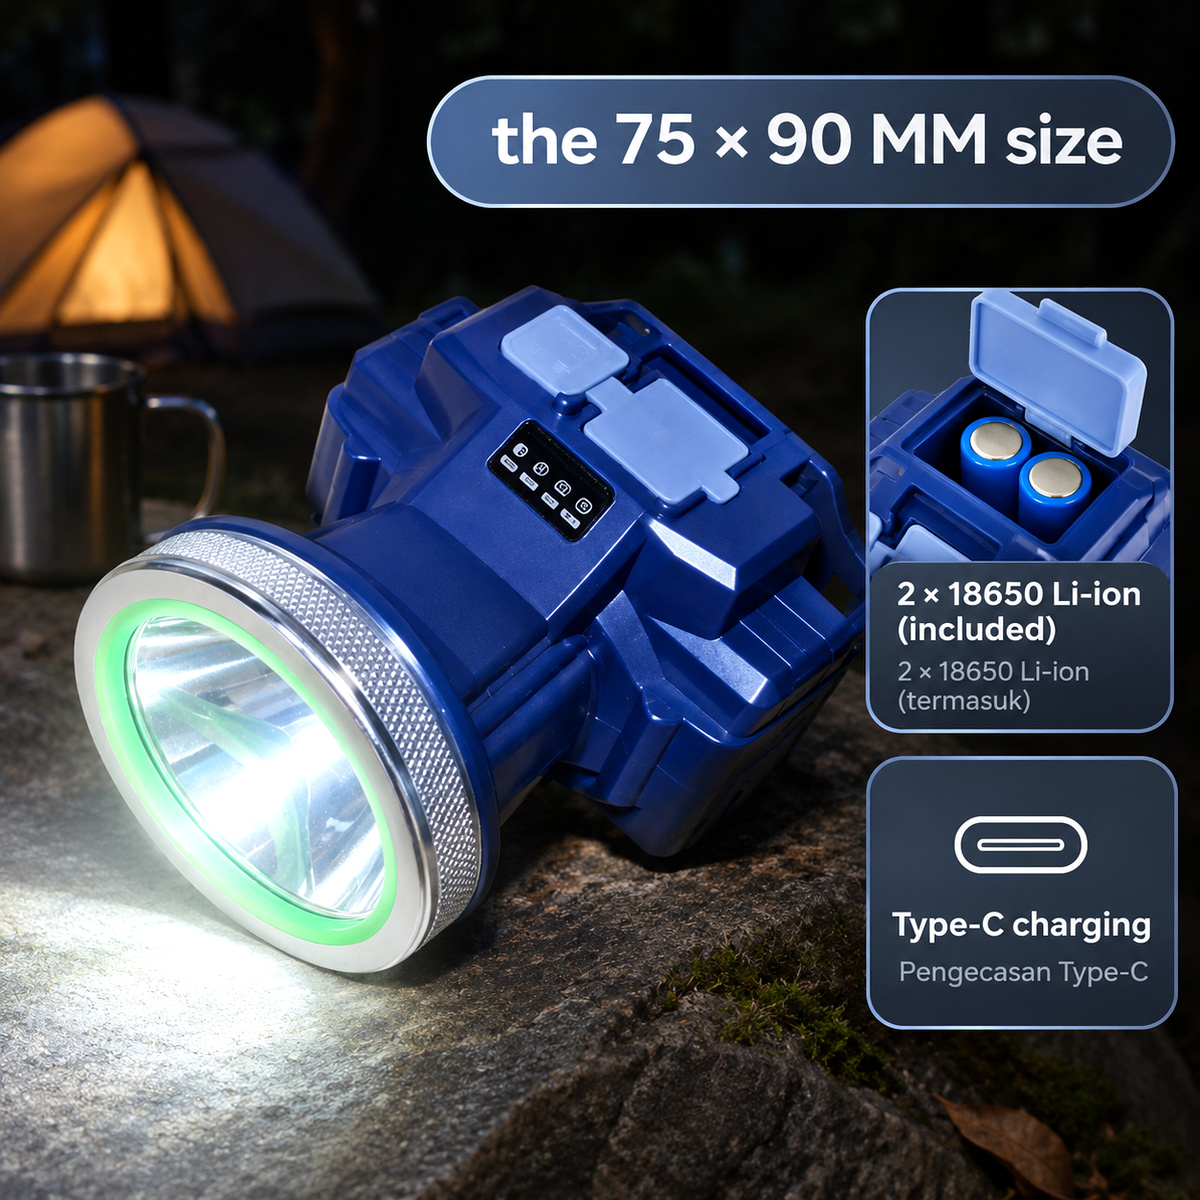 the 75 × 90 MM size
2 × 18650 Li-ion
(included)
2 × 18650 Li-ion
(termasuk)
Type-C charging
Pengecasan Type-C